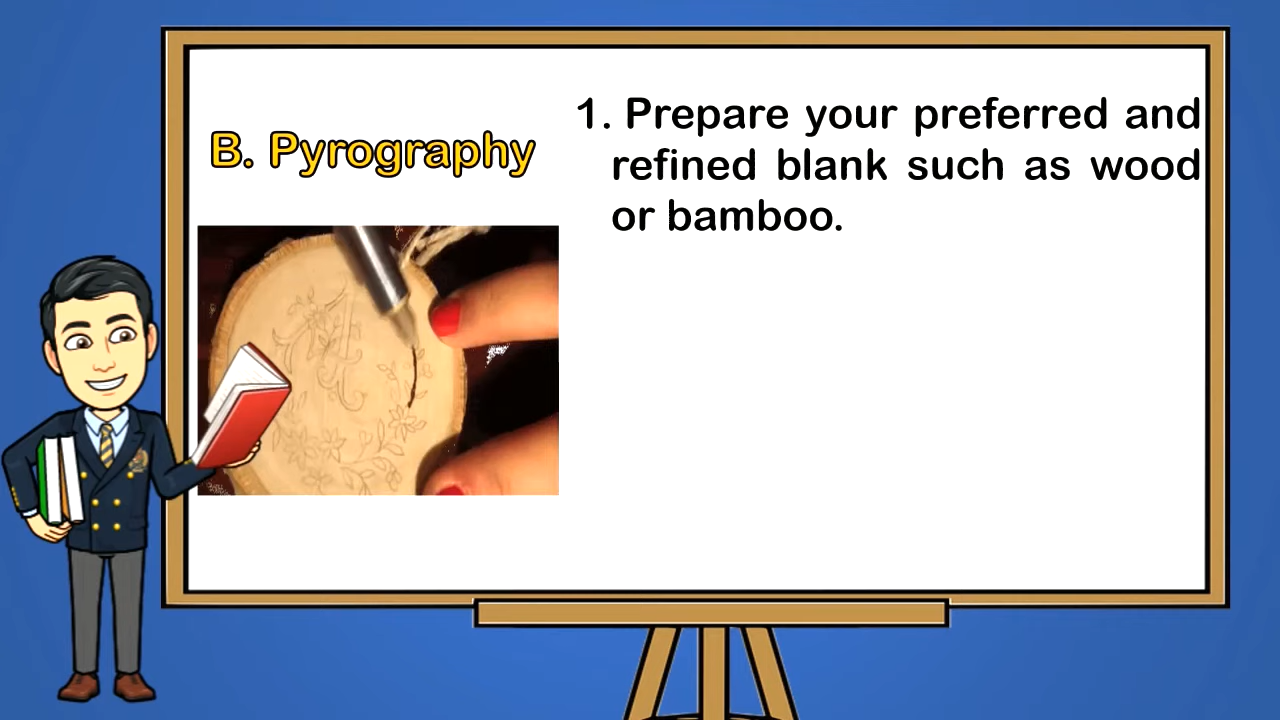 B. Pyrography
1. Prepare your preferred and
refined blank such as wood
or bamboo.